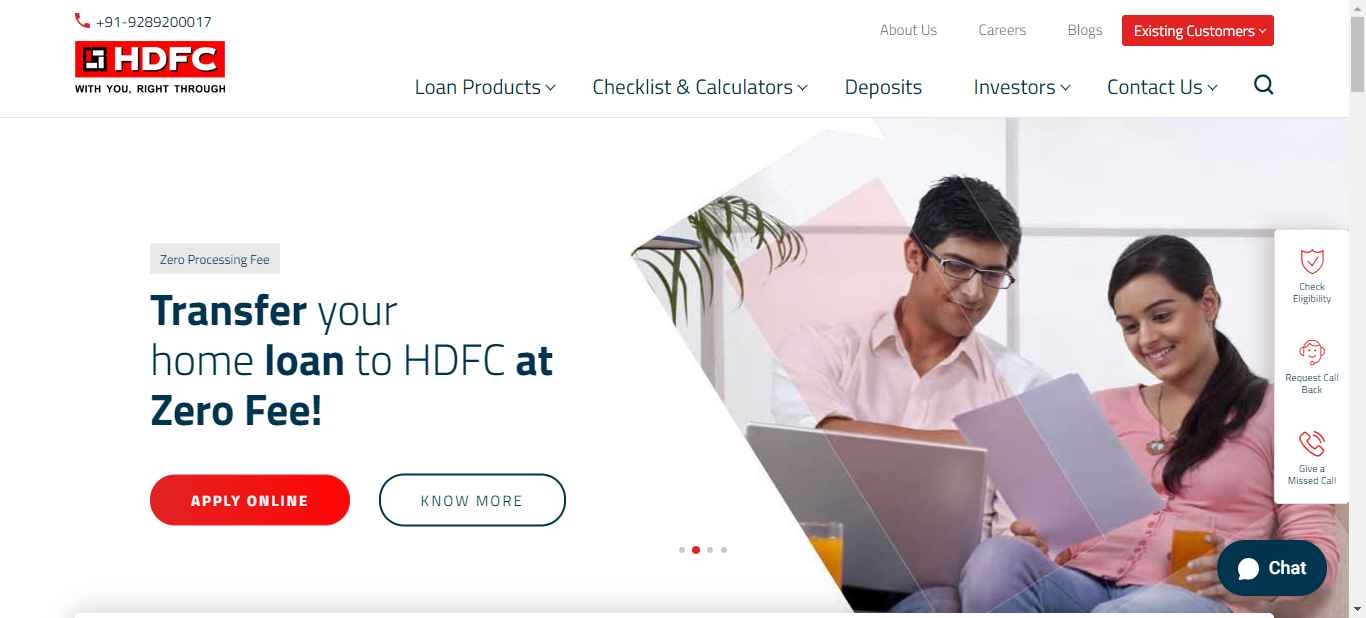 +91-9289200017
About Us
Careers
Blogs
Existing Customers
HDFC
WITH YOU, RIGHT THROUGH
Loan Products
Checklist & Calculators
Deposits
Investors
Contact Us
Zero Processing Fee
Transfer your
home loan to HDFC at
Zero Fee!
APPLY ONLINE
KNOW MORE
Check
Eligibility
Request Call
Back
Give a
Missed Call
Chat